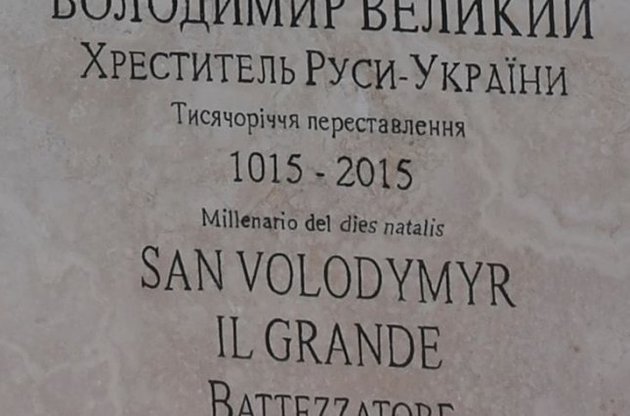 ВОЛОДИМИР ВЕЛИКИЙ
ХРЕСТИТЕЛЬ РУСИ-УКРАЇНИ
Тисячоріччя переставлення
1015 - 2015
Millenario del dies natalis
SAN VOLODYMYR
IL GRANDE
BATTEZZATORE